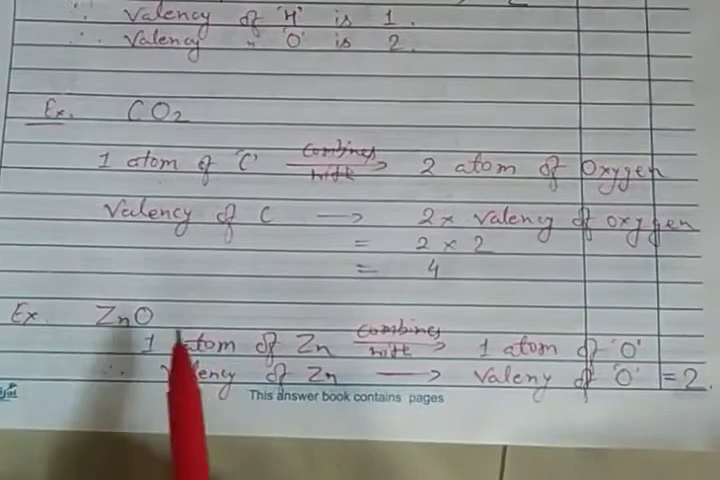 ∴ Valency of 'H' is 1.
∴ Valency " 'O' is 2.
Ex. CO₂
1 atom of 'C' combines with → 2 atom of Oxygen
Valency of C → 2 × Valency of oxygen
= 2 × 2
= 4
Ex. ZnO
1 atom of Zn combines with → 1 atom of 'O'
∴ Valency of Zn → Valeny of 'O' = 2.
This answer book contains pages